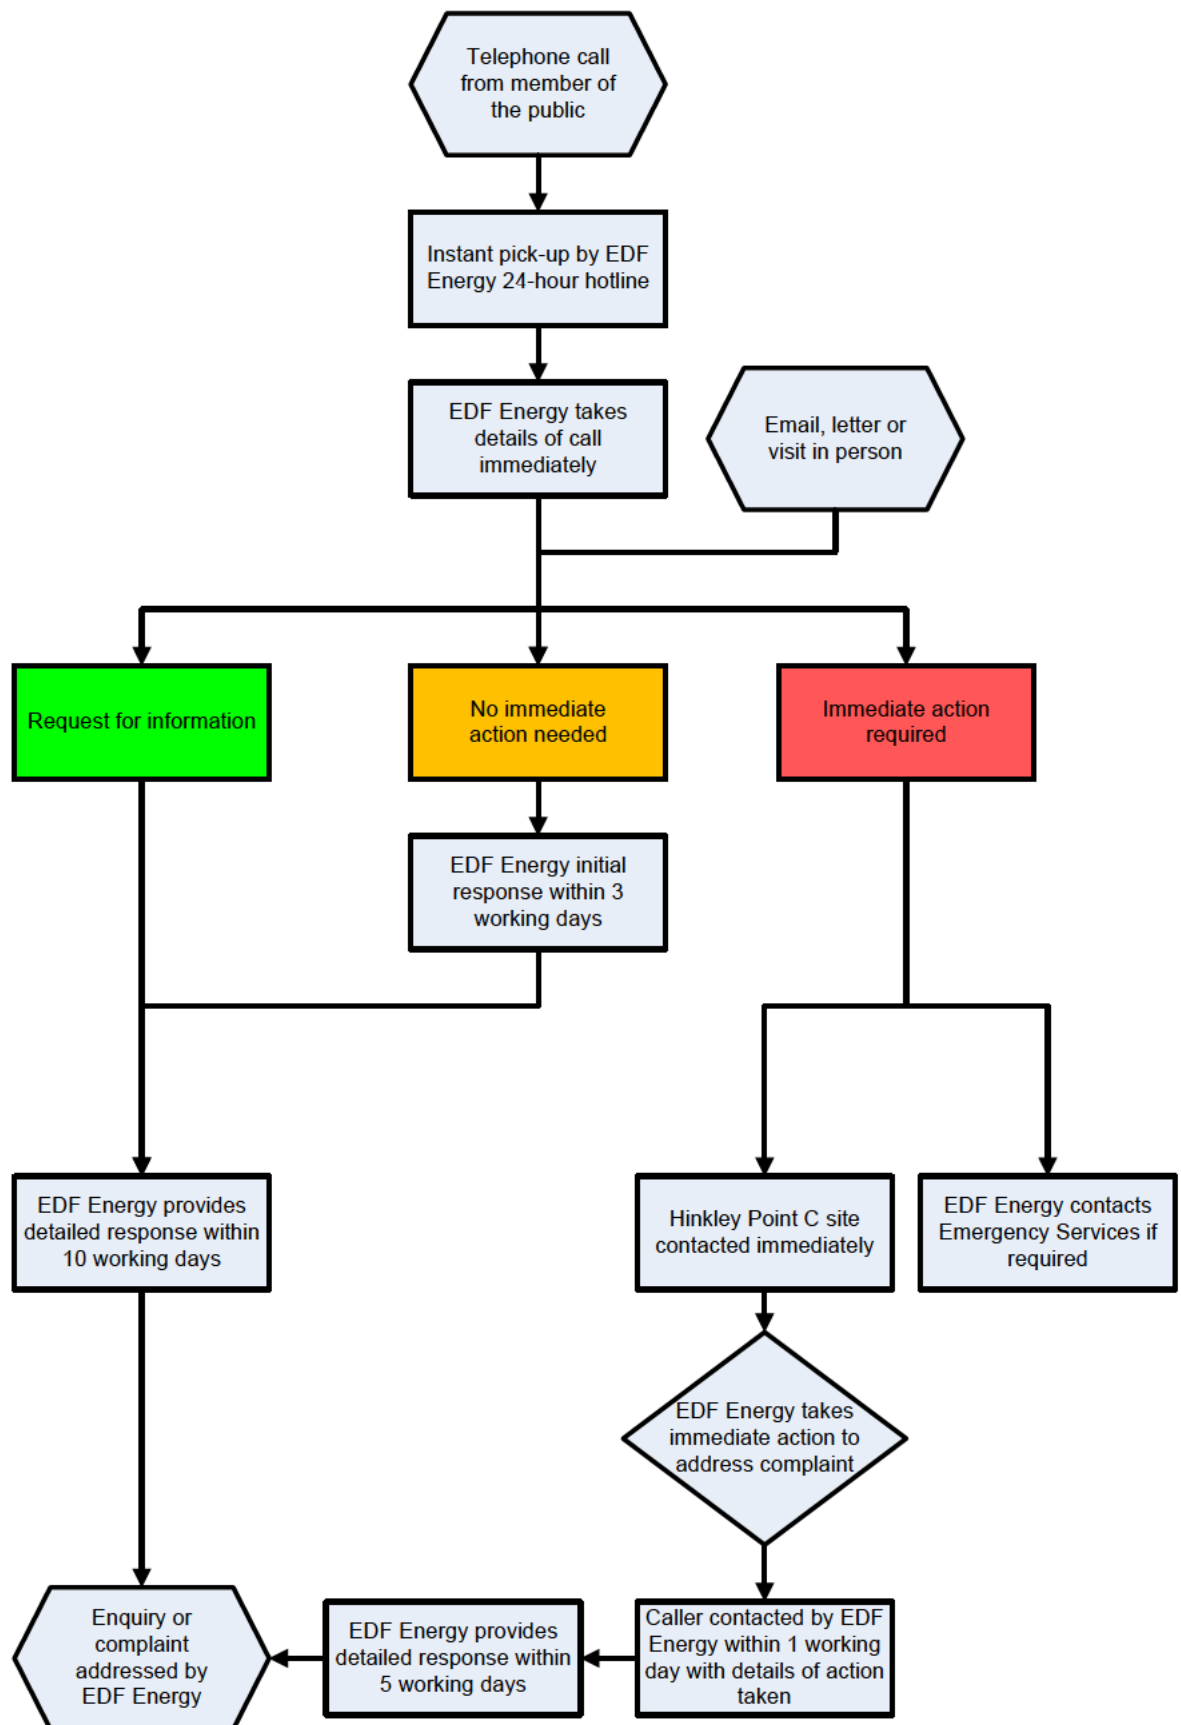 Telephone call
from member of
the public
Instant pick-up by EDF
Energy 24-hour hotline
EDF Energy takes
details of call
immediately
Email, letter or
visit in person
Request for information
No immediate
action needed
Immediate action
required
EDF Energy initial
response within 3
working days
EDF Energy provides
detailed response within
10 working days
Hinkley Point C site
contacted immediately
EDF Energy contacts
Emergency Services if
required
EDF Energy takes
immediate action to
address complaint
Caller contacted by EDF
Energy within 1 working
day with details of action
taken
EDF Energy provides
detailed response within
5 working days
Enquiry or
complaint
addressed by
EDF Energy